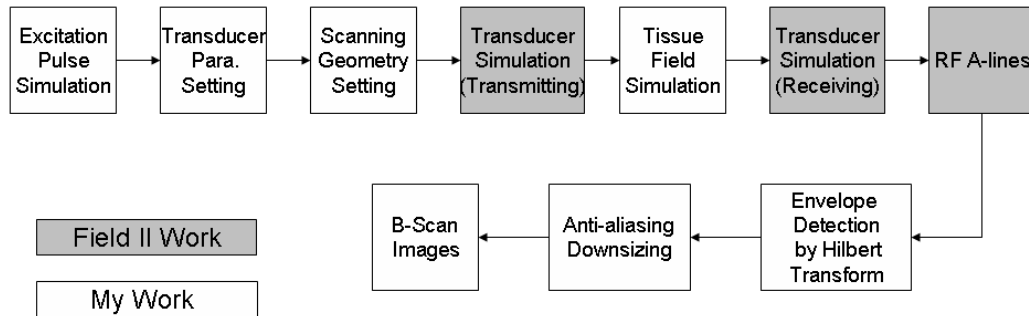 Excitation
Pulse
Simulation
Transducer
Para.
Setting
Scanning
Geometry
Setting
Transducer
Simulation
(Transmitting)
Tissue
Field
Simulation
Transducer
Simulation
(Receiving)
RF A-lines
Envelope
Detection
by Hilbert
Transform
Anti-aliasing
Downsizing
B-Scan
Images
Field II Work
My Work